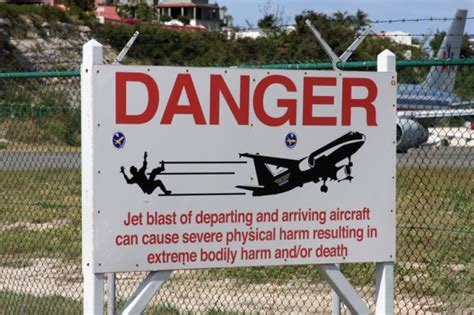 DANGER
Jet blast of departing and arriving aircraft
can cause severe physical harm resulting in
extreme bodily harm and/or death